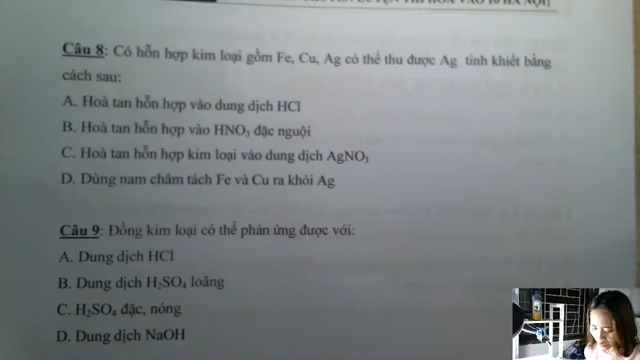 Câu 8: Có hỗn hợp kim loại gồm Fe, Cu, Ag có thể thu được Ag tinh khiết bằng
cách sau:
A. Hoà tan hỗn hợp vào dung dịch HCl
B. Hoà tan hỗn hợp vào HNO₃ đặc nguội
C. Hoà tan hỗn hợp kim loại vào dung dịch AgNO₃
D. Dùng nam châm tách Fe và Cu ra khỏi Ag
Câu 9: Đồng kim loại có thể phản ứng được với:
A. Dung dịch HCl
B. Dung dịch H₂SO₄ loãng
C. H₂SO₄ đặc, nóng
D. Dung dịch NaOH